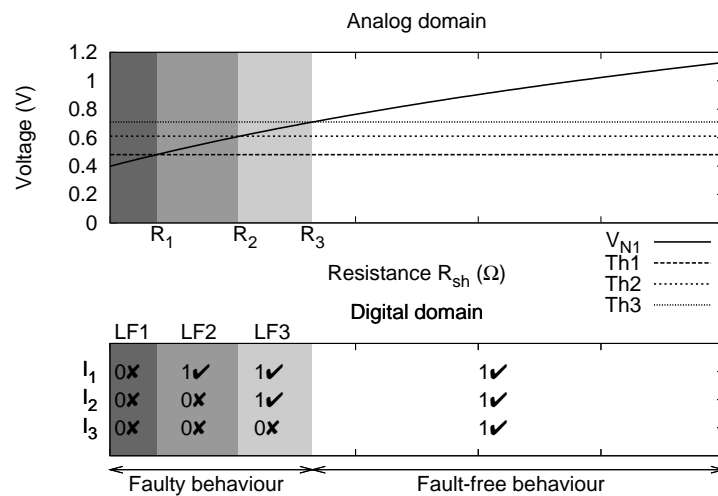 Analog domain
1.2
1
0.8
0.6
0.4
0.2
0
Voltage (V)
R1 R2 R3
Resistance Rsh (Ω)
VN1
Th1
Th2
Th3
Digital domain
LF1 LF2 LF3
I1 0✘ 1✔ 1✔ 1✔
I2 0✘ 0✘ 1✔ 1✔
I3 0✘ 0✘ 0✘ 1✔
Faulty behaviour Fault-free behaviour